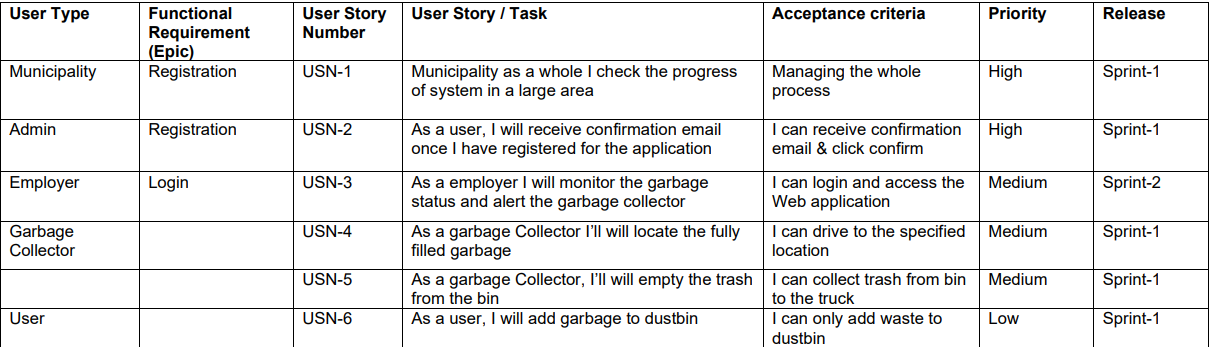 User Type Functional Requirement (Epic) User Story Number User Story / Task Acceptance criteria Priority Release
Municipality Registration USN-1 Municipality as a whole I check the progress of system in a large area Managing the whole process High Sprint-1
Admin Registration USN-2 As a user, I will receive confirmation email once I have registered for the application I can receive confirmation email & click confirm High Sprint-1
Employer Login USN-3 As a employer I will monitor the garbage status and alert the garbage collector I can login and access the Web application Medium Sprint-2
Garbage Collector USN-4 As a garbage Collector I’ll will locate the fully filled garbage I can drive to the specified location Medium Sprint-1
USN-5 As a garbage Collector, I’ll will empty the trash from the bin I can collect trash from bin to the truck Medium Sprint-1
User USN-6 As a user, I will add garbage to dustbin I can only add waste to dustbin Low Sprint-1